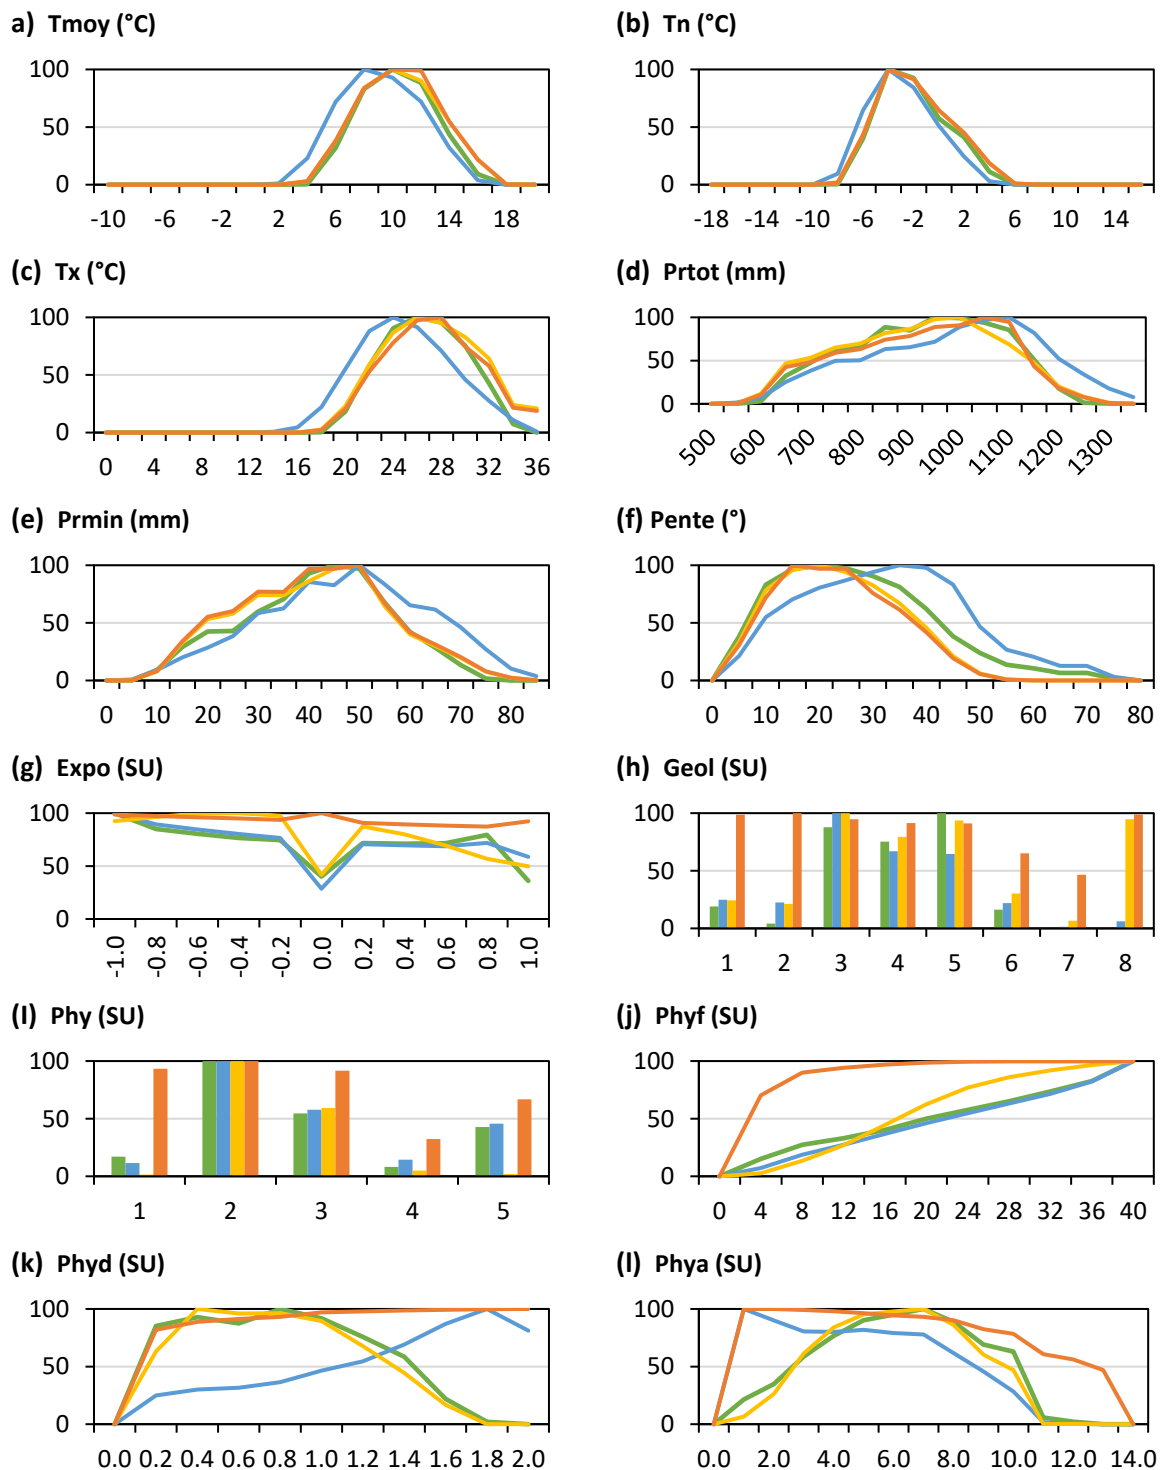 a) Tmoy (°C)
(b) Tn (°C)
100
50
0
-10 -6 -2 2 6 10 14 18
100
50
0
-18 -14 -10 -6 -2 2 6 10 14
(c) Tx (°C)
(d) Prtot (mm)
100
50
0
0 4 8 12 16 20 24 28 32 36
100
50
0
500 600 700 800 900 1000 1100 1200 1300
(e) Prmin (mm)
(f) Pente (°)
100
50
0
0 10 20 30 40 50 60 70 80
100
50
0
0 10 20 30 40 50 60 70 80
(g) Expo (SU)
(h) Geol (SU)
100
50
0
-1.0 -0.8 -0.6 -0.4 -0.2 0.0 0.2 0.4 0.6 0.8 1.0
100
50
0
1 2 3 4 5 6 7 8
(I) Phy (SU)
(j) Phyf (SU)
100
50
0
1 2 3 4 5
100
50
0
0 4 8 12 16 20 24 28 32 36 40
(k) Phyd (SU)
(l) Phya (SU)
100
50
0
0.0 0.2 0.4 0.6 0.8 1.0 1.2 1.4 1.6 1.8 2.0
100
50
0
0.0 2.0 4.0 6.0 8.0 10.0 12.0 14.0